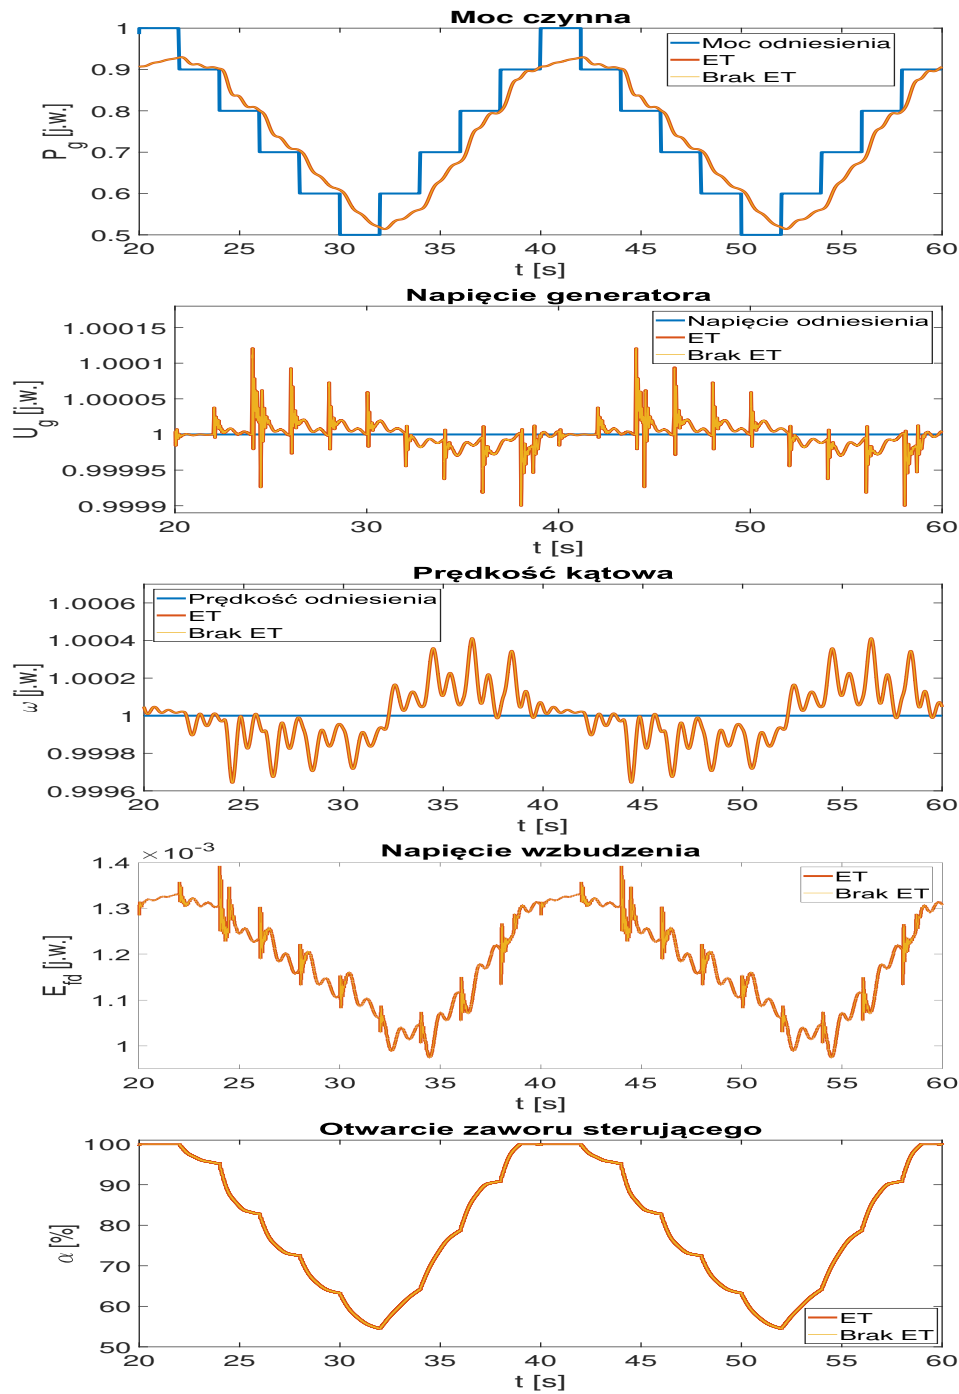 Moc czynna
1
0.9
0.8
0.7
0.6
0.5
P_g [j.w.]
Moc odniesienia
ET
Brak ET
20 25 30 35 40 45 50 55 60
t [s]
Napięcie generatora
1.00015
1.0001
1.00005
1
0.99995
0.9999
U_g [j.w.]
Napięcie odniesienia
ET
Brak ET
20 30 40 50 60
t [s]
Prędkość kątowa
1.0006
1.0004
1.0002
1
0.9998
0.9996
ω [j.w.]
Prędkość odniesienia
ET
Brak ET
20 25 30 35 40 45 50 55 60
t [s]
Napięcie wzbudzenia
× 10^-3
1.4
1.3
1.2
1.1
1
E_fd [j.w.]
ET
Brak ET
20 25 30 35 40 45 50 55 60
t [s]
Otwarcie zaworu sterującego
100
90
80
70
60
50
α [%]
ET
Brak ET
20 25 30 35 40 45 50 55 60
t [s]